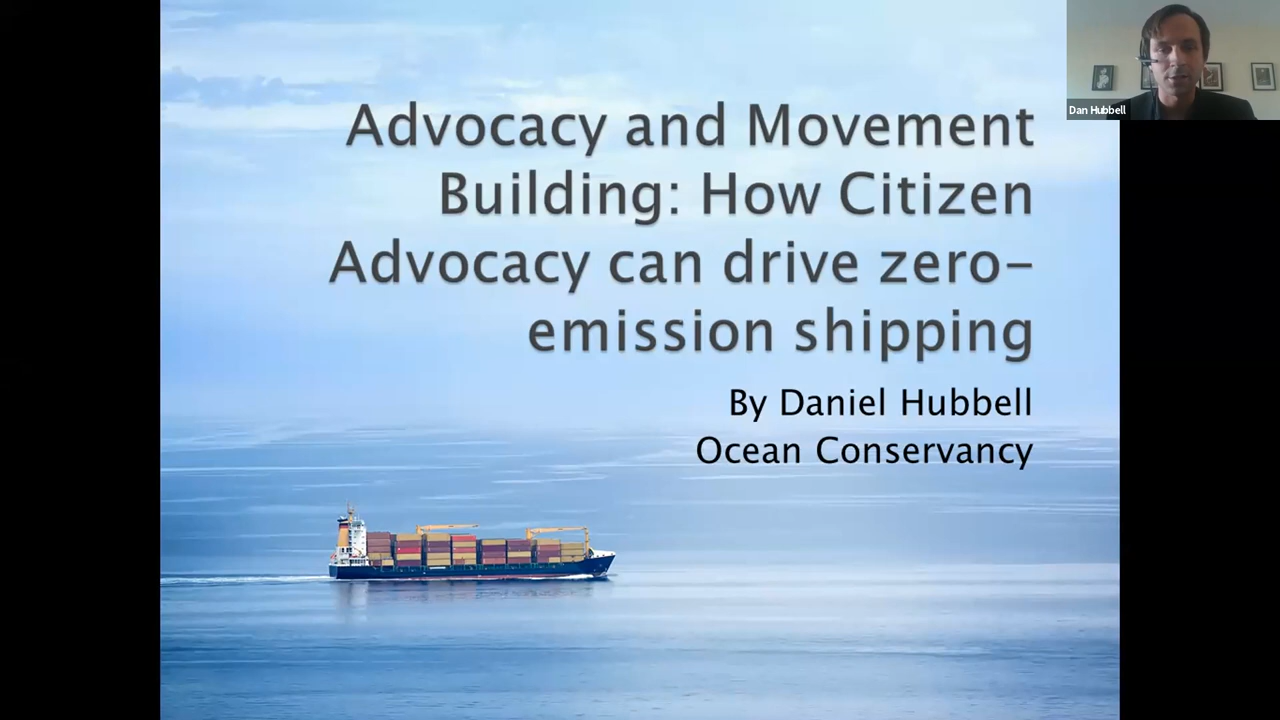 Advocacy and Movement
Building: How Citizen
Advocacy can drive zero-
emission shipping
By Daniel Hubbell
Ocean Conservancy
Dan Hubbell